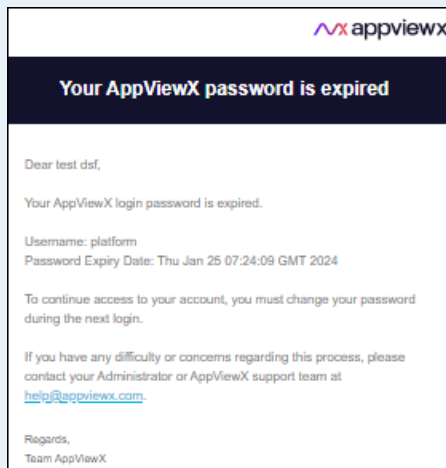 appviewx
Your AppViewX password is expired
Dear test dsf,
Your AppViewX login password is expired.
Username: platform
Password Expiry Date: Thu Jan 25 07:24:09 GMT 2024
To continue access to your account, you must change your password
during the next login.
If you have any difficulty or concerns regarding this process, please
contact your Administrator or AppViewX support team at
help@appviewx.com.
Regards,
Team AppViewX